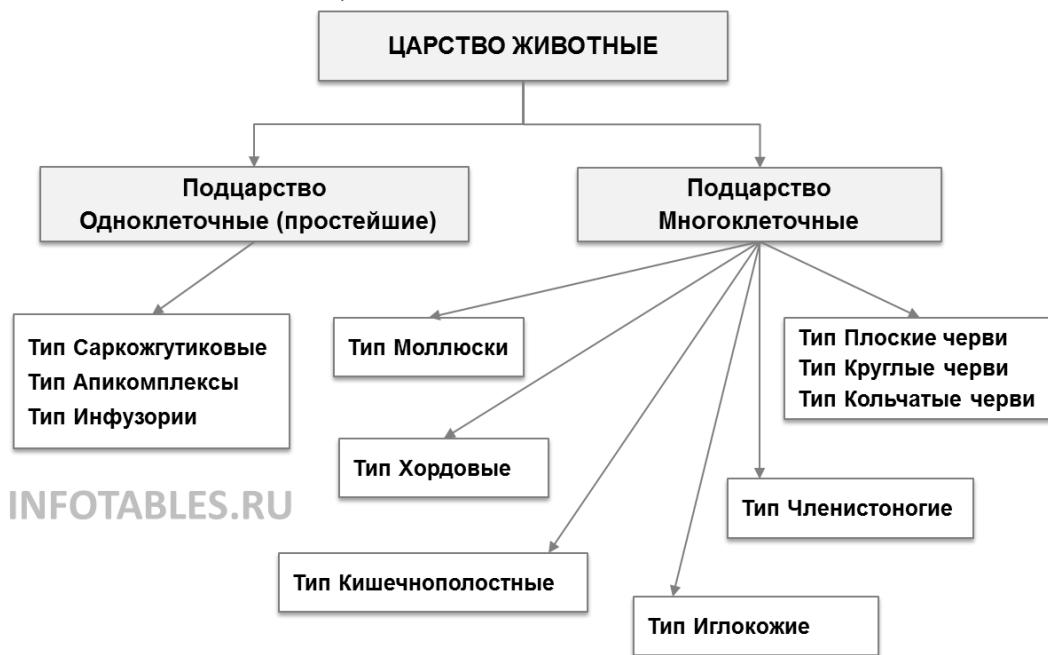 ЦАРСТВО ЖИВОТНЫЕ
Подцарство
Одноклеточные (простейшие)
Подцарство
Многоклеточные
Тип Саркожгутиковые
Тип Апикомплексы
Тип Инфузории
Тип Моллюски
Тип Плоские черви
Тип Круглые черви
Тип Кольчатые черви
Тип Хордовые
INFOTABLES.RU
Тип Членистоногие
Тип Кишечнополостные
Тип Иглокожие